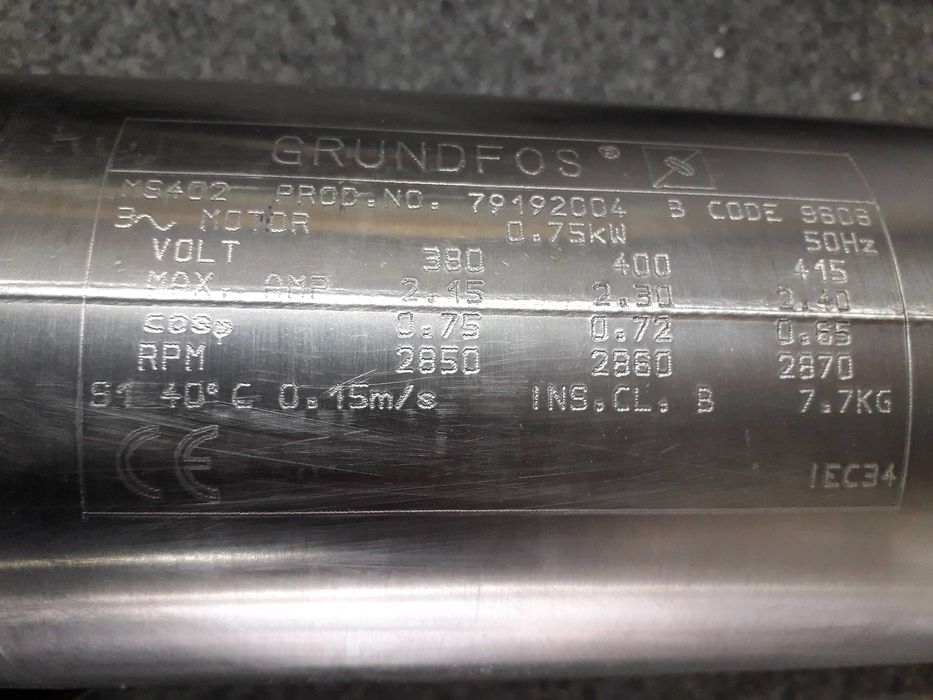 GRUNDFOS ®
MS402 PROD.NO. 79192004 B CODE 9608
3~ MOTOR 0.75KW 50Hz
VOLT 380 400 415
MAX. AMP 2.15 2.30 2.40
cosφ 0.75 0.72 0.65
RPM 2850 2860 2870
S1 40°C 0.15m/s INS.CL. B 7.7KG
CE
IEC34